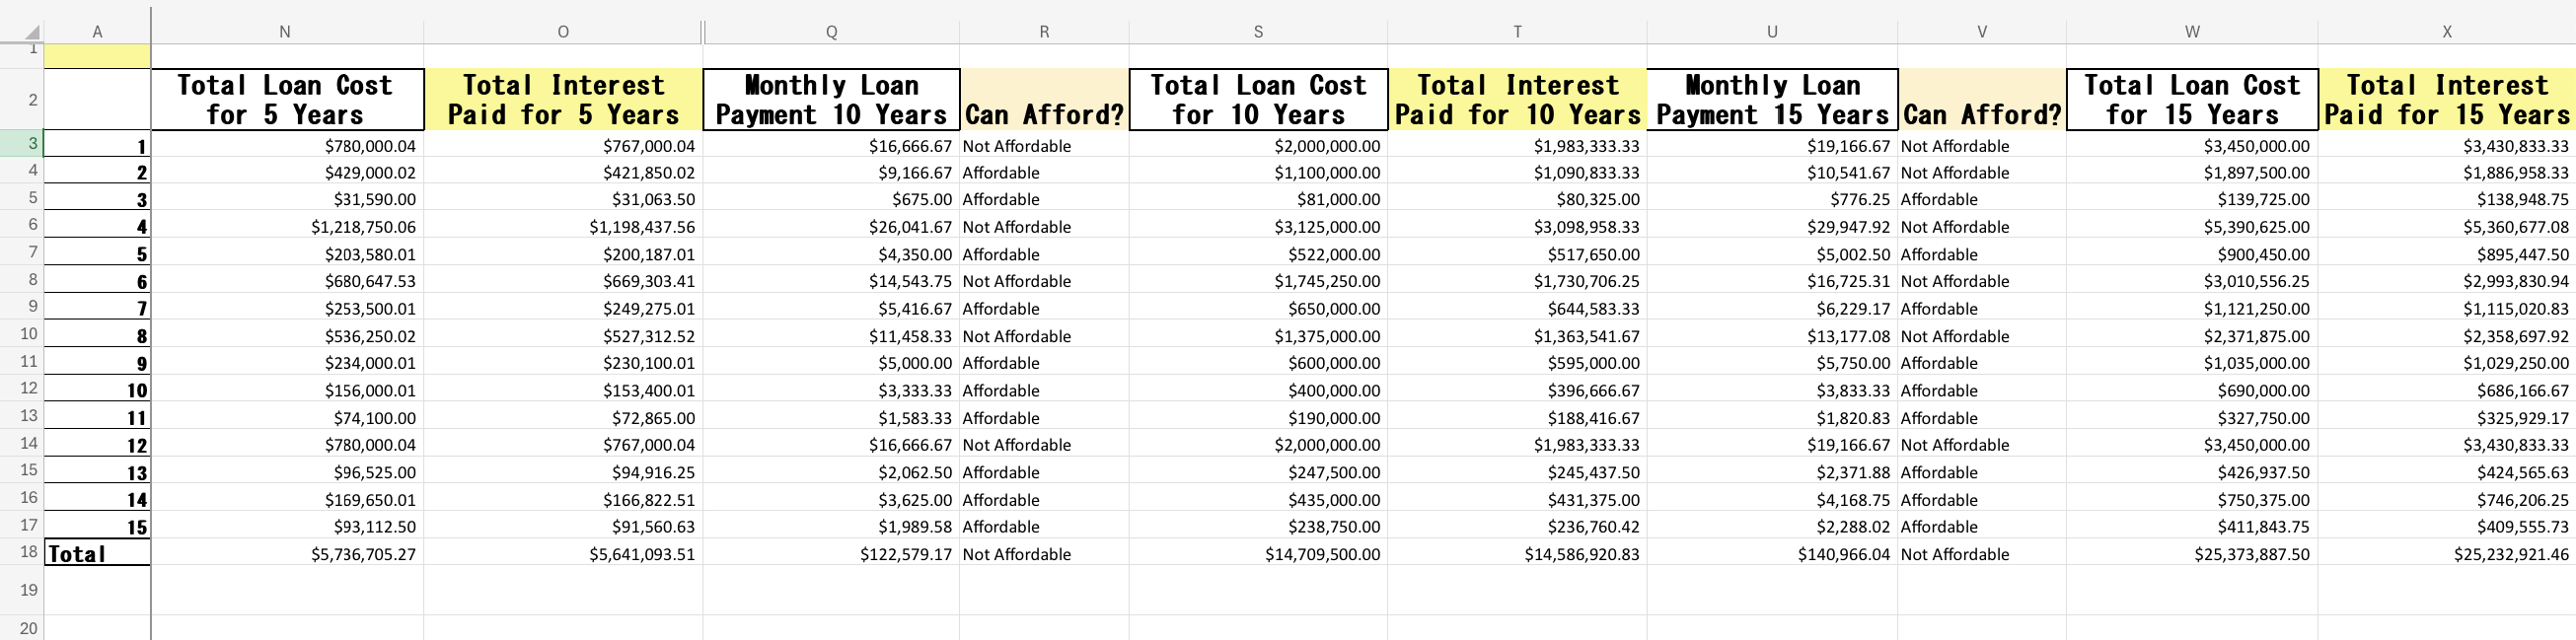 A N O Q R S T U V W X
1
2 Total Loan Cost for 5 Years Total Interest Paid for 5 Years Monthly Loan Payment 10 Years Can Afford? Total Loan Cost for 10 Years Total Interest Paid for 10 Years Monthly Loan Payment 15 Years Can Afford? Total Loan Cost for 15 Years Total Interest Paid for 15 Years
3 1 $780,000.04 $767,000.04 $16,666.67 Not Affordable $2,000,000.00 $1,983,333.33 $19,166.67 Not Affordable $3,450,000.00 $3,430,833.33
4 2 $429,000.02 $421,850.02 $9,166.67 Affordable $1,100,000.00 $1,090,833.33 $10,541.67 Not Affordable $1,897,500.00 $1,886,958.33
5 3 $31,590.00 $31,063.50 $675.00 Affordable $81,000.00 $80,325.00 $776.25 Affordable $139,725.00 $138,948.75
6 4 $1,218,750.06 $1,198,437.56 $26,041.67 Not Affordable $3,125,000.00 $3,098,958.33 $29,947.92 Not Affordable $5,390,625.00 $5,360,677.08
7 5 $203,580.01 $200,187.01 $4,350.00 Affordable $522,000.00 $517,650.00 $5,002.50 Affordable $900,450.00 $895,447.50
8 6 $680,647.53 $669,303.41 $14,543.75 Not Affordable $1,745,250.00 $1,730,706.25 $16,725.31 Not Affordable $3,010,556.25 $2,993,830.94
9 7 $253,500.01 $249,275.01 $5,416.67 Affordable $650,000.00 $644,583.33 $6,229.17 Affordable $1,121,250.00 $1,115,020.83
10 8 $536,250.02 $527,312.52 $11,458.33 Not Affordable $1,375,000.00 $1,363,541.67 $13,177.08 Not Affordable $2,371,875.00 $2,358,697.92
11 9 $234,000.01 $230,100.01 $5,000.00 Affordable $600,000.00 $595,000.00 $5,750.00 Affordable $1,035,000.00 $1,029,250.00
12 10 $156,000.01 $153,400.01 $3,333.33 Affordable $400,000.00 $396,666.67 $3,833.33 Affordable $690,000.00 $686,166.67
13 11 $74,100.00 $72,865.00 $1,583.33 Affordable $190,000.00 $188,416.67 $1,820.83 Affordable $327,750.00 $325,929.17
14 12 $780,000.04 $767,000.04 $16,666.67 Not Affordable $2,000,000.00 $1,983,333.33 $19,166.67 Not Affordable $3,450,000.00 $3,430,833.33
15 13 $96,525.00 $94,916.25 $2,062.50 Affordable $247,500.00 $245,437.50 $2,371.88 Affordable $426,937.50 $424,565.63
16 14 $169,650.01 $166,822.51 $3,625.00 Affordable $435,000.00 $431,375.00 $4,168.75 Affordable $750,375.00 $746,206.25
17 15 $93,112.50 $91,560.63 $1,989.58 Affordable $238,750.00 $236,760.42 $2,288.02 Affordable $411,843.75 $409,555.73
18 Total $5,736,705.27 $5,641,093.51 $122,579.17 Not Affordable $14,709,500.00 $14,586,920.83 $140,966.04 Not Affordable $25,373,887.50 $25,232,921.46
19
20